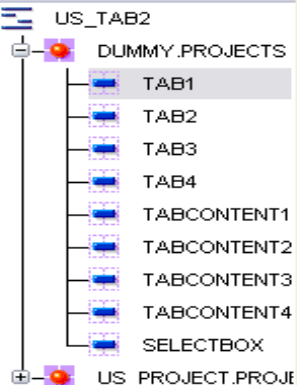 US_TAB2
DUMMY.PROJECTS
TAB1
TAB2
TAB3
TAB4
TABCONTENT1
TABCONTENT2
TABCONTENT3
TABCONTENT4
SELECTBOX
US_PROJECT.PROJE